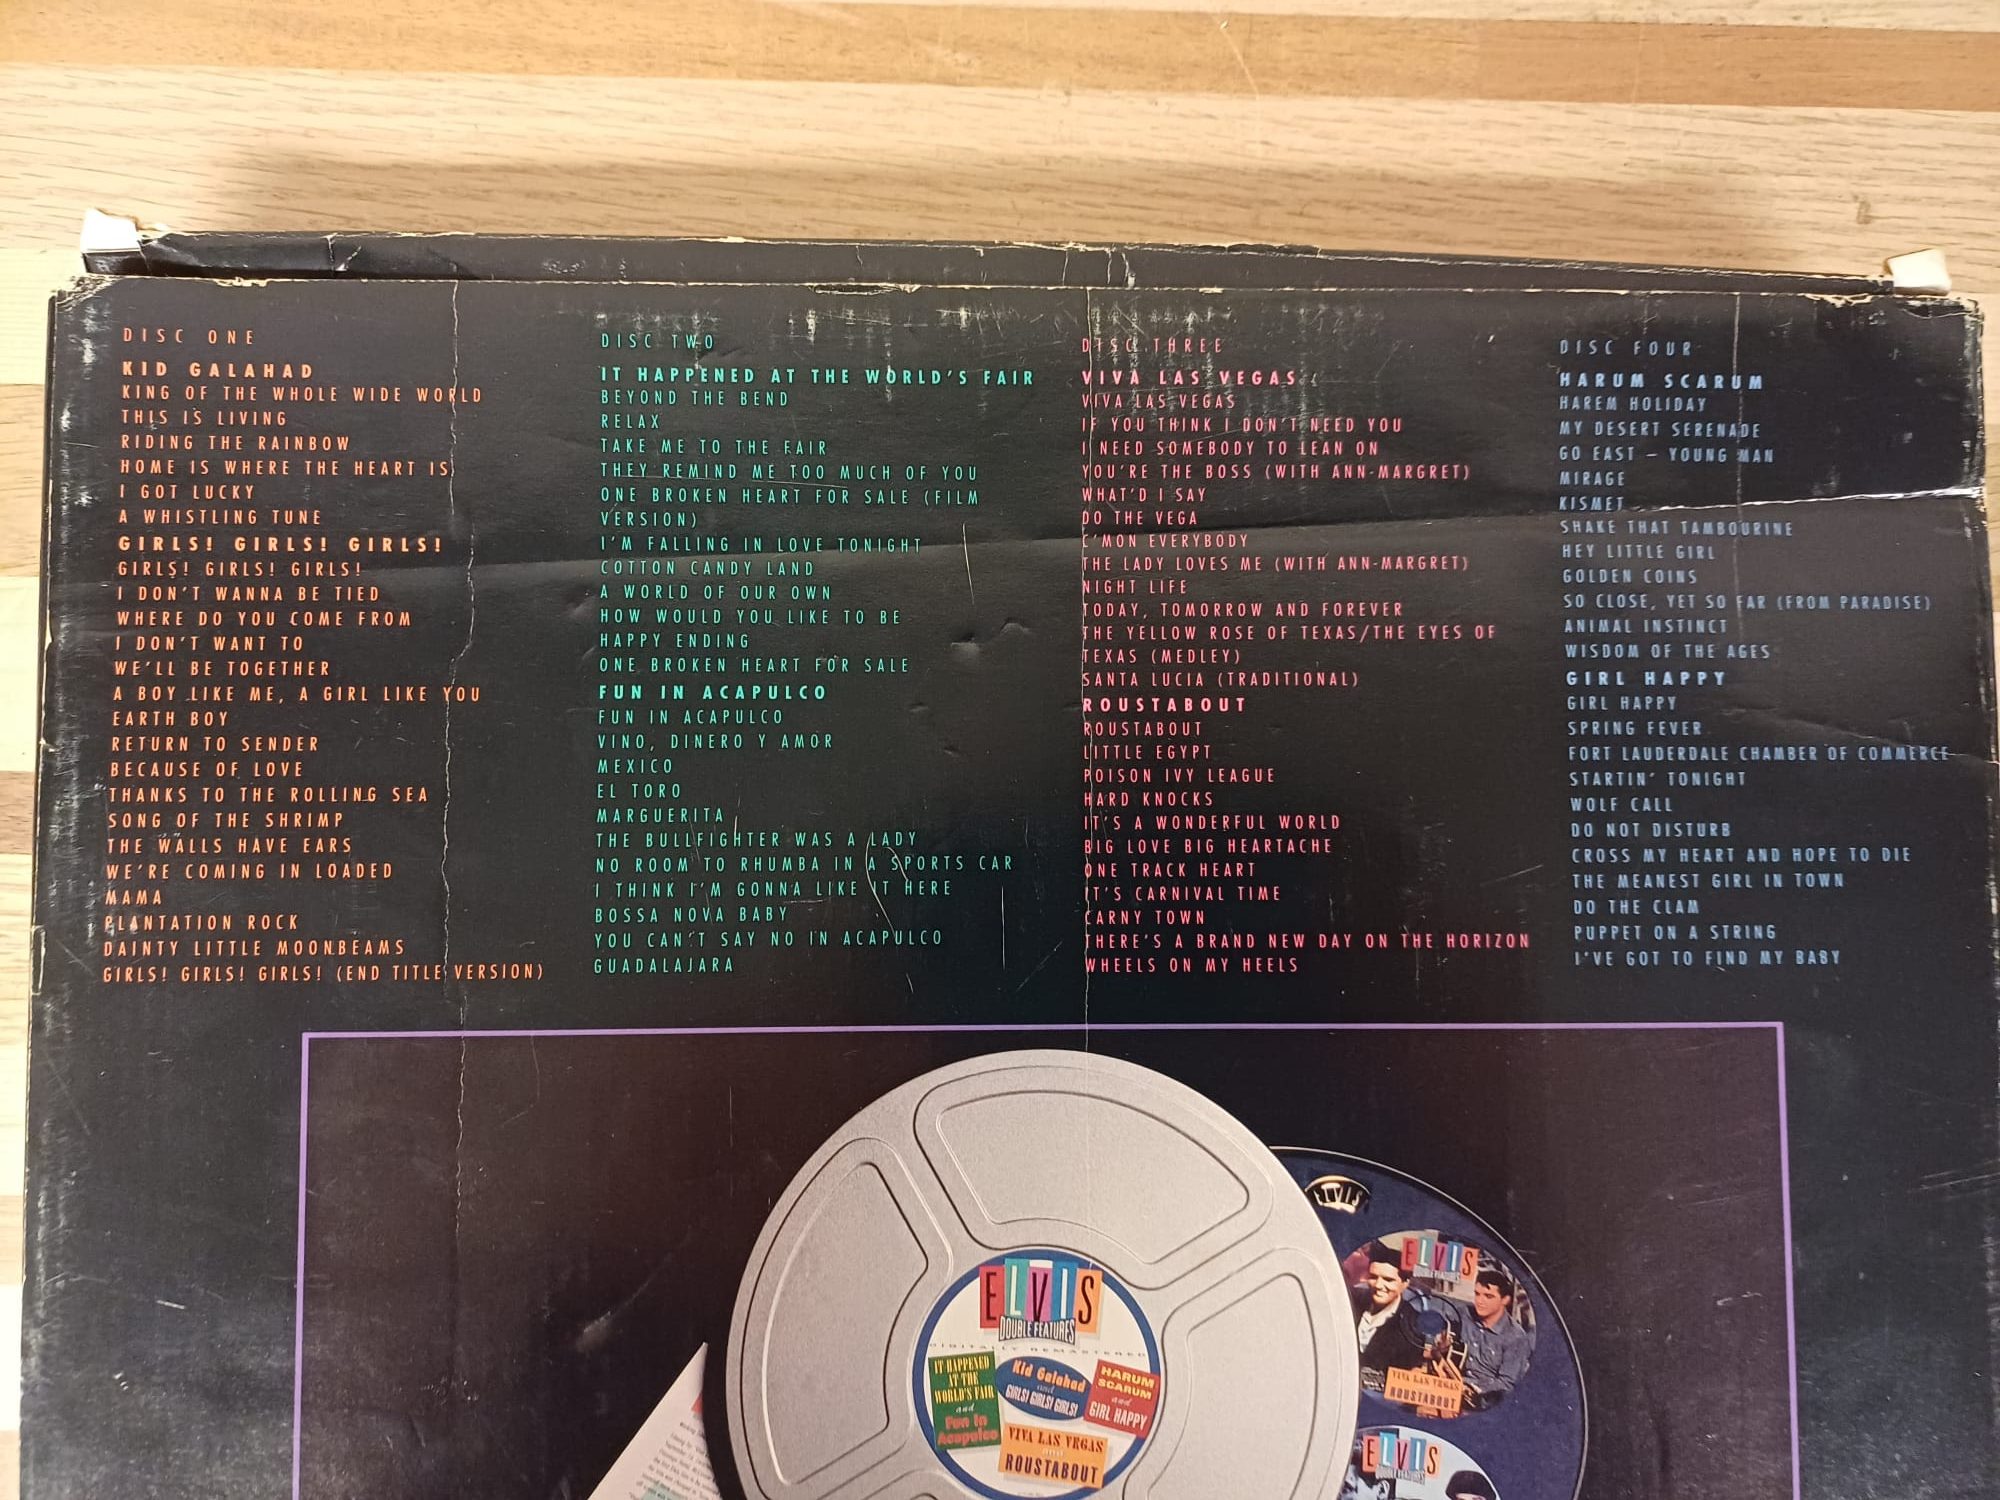 DISC ONE
KID GALAHAD
KING OF THE WHOLE WIDE WORLD
THIS IS LIVING
RIDING THE RAINBOW
HOME IS WHERE THE HEART IS
I GOT LUCKY
A WHISTLING TUNE
GIRLS! GIRLS! GIRLS!
GIRLS! GIRLS! GIRLS!
I DON'T WANNA BE TIED
WHERE DO YOU COME FROM
I DON'T WANT TO
WE'LL BE TOGETHER
A BOY LIKE ME, A GIRL LIKE YOU
EARTH BOY
RETURN TO SENDER
BECAUSE OF LOVE
THANKS TO THE ROLLING SEA
SONG OF THE SHRIMP
THE WALLS HAVE EARS
WE'RE COMING IN LOADED
MAMA
PLANTATION ROCK
DAINTY LITTLE MOONBEAMS
GIRLS! GIRLS! GIRLS! (END TITLE VERSION)
DISC TWO
IT HAPPENED AT THE WORLD'S FAIR
BEYOND THE BEND
RELAX
TAKE ME TO THE FAIR
THEY REMIND ME TOO MUCH OF YOU
ONE BROKEN HEART FOR SALE (FILM
VERSION)
I'M FALLING IN LOVE TONIGHT
COTTON CANDY LAND
A WORLD OF OUR OWN
HOW WOULD YOU LIKE TO BE
HAPPY ENDING
ONE BROKEN HEART FOR SALE
FUN IN ACAPULCO
FUN IN ACAPULCO
VINO, DINERO Y AMOR
MEXICO
EL TORO
MARGUERITA
THE BULLFIGHTER WAS A LADY
NO ROOM TO RHUMBA IN A SPORTS CAR
I THINK I'M GONNA LIKE IT HERE
BOSSA NOVA BABY
YOU CAN'T SAY NO IN ACAPULCO
GUADALAJARA
DISC THREE
VIVA LAS VEGAS
VIVA LAS VEGAS
IF YOU THINK I DON'T NEED YOU
I NEED SOMEBODY TO LEAN ON
YOU'RE THE BOSS (WITH ANN-MARGRET)
WHAT'D I SAY
DO THE VEGA
C'MON EVERYBODY
THE LADY LOVES ME (WITH ANN-MARGRET)
NIGHT LIFE
TODAY, TOMORROW AND FOREVER
THE YELLOW ROSE OF TEXAS/THE EYES OF
TEXAS (MEDLEY)
SANTA LUCIA (TRADITIONAL)
ROUSTABOUT
ROUSTABOUT
LITTLE EGYPT
POISON IVY LEAGUE
HARD KNOCKS
IT'S A WONDERFUL WORLD
BIG LOVE BIG HEARTACHE
ONE TRACK HEART
IT'S CARNIVAL TIME
CARNY TOWN
THERE'S A BRAND NEW DAY ON THE HORIZON
WHEELS ON MY HEELS
DISC FOUR
HARUM SCARUM
HAREM HOLIDAY
MY DESERT SERENADE
GO EAST – YOUNG MAN
MIRAGE
KISMET
SHAKE THAT TAMBOURINE
HEY LITTLE GIRL
GOLDEN COINS
SO CLOSE, YET SO FAR (FROM PARADISE)
ANIMAL INSTINCT
WISDOM OF THE AGES
GIRL HAPPY
GIRL HAPPY
SPRING FEVER
FORT LAUDERDALE CHAMBER OF COMMERCE
STARTIN' TONIGHT
WOLF CALL
DO NOT DISTURB
CROSS MY HEART AND HOPE TO DIE
THE MEANEST GIRL IN TOWN
DO THE CLAM
PUPPET ON A STRING
I'VE GOT TO FIND MY BABY
ELVIS
DOUBLE FEATURES
DIGITALLY REMASTERED
IT HAPPENED
AT THE
WORLD'S FAIR
and
Fun in
Acapulco
Kid Galahad
and
GIRLS! GIRLS! GIRLS!
HARUM
SCARUM
and
GIRL HAPPY
VIVA LAS VEGAS
and
ROUSTABOUT
ELVIS
ELVIS
DOUBLE FEATURES
VIVA LAS VEGAS
ROUSTABOUT
ELVIS
DOUBLE FEATURES